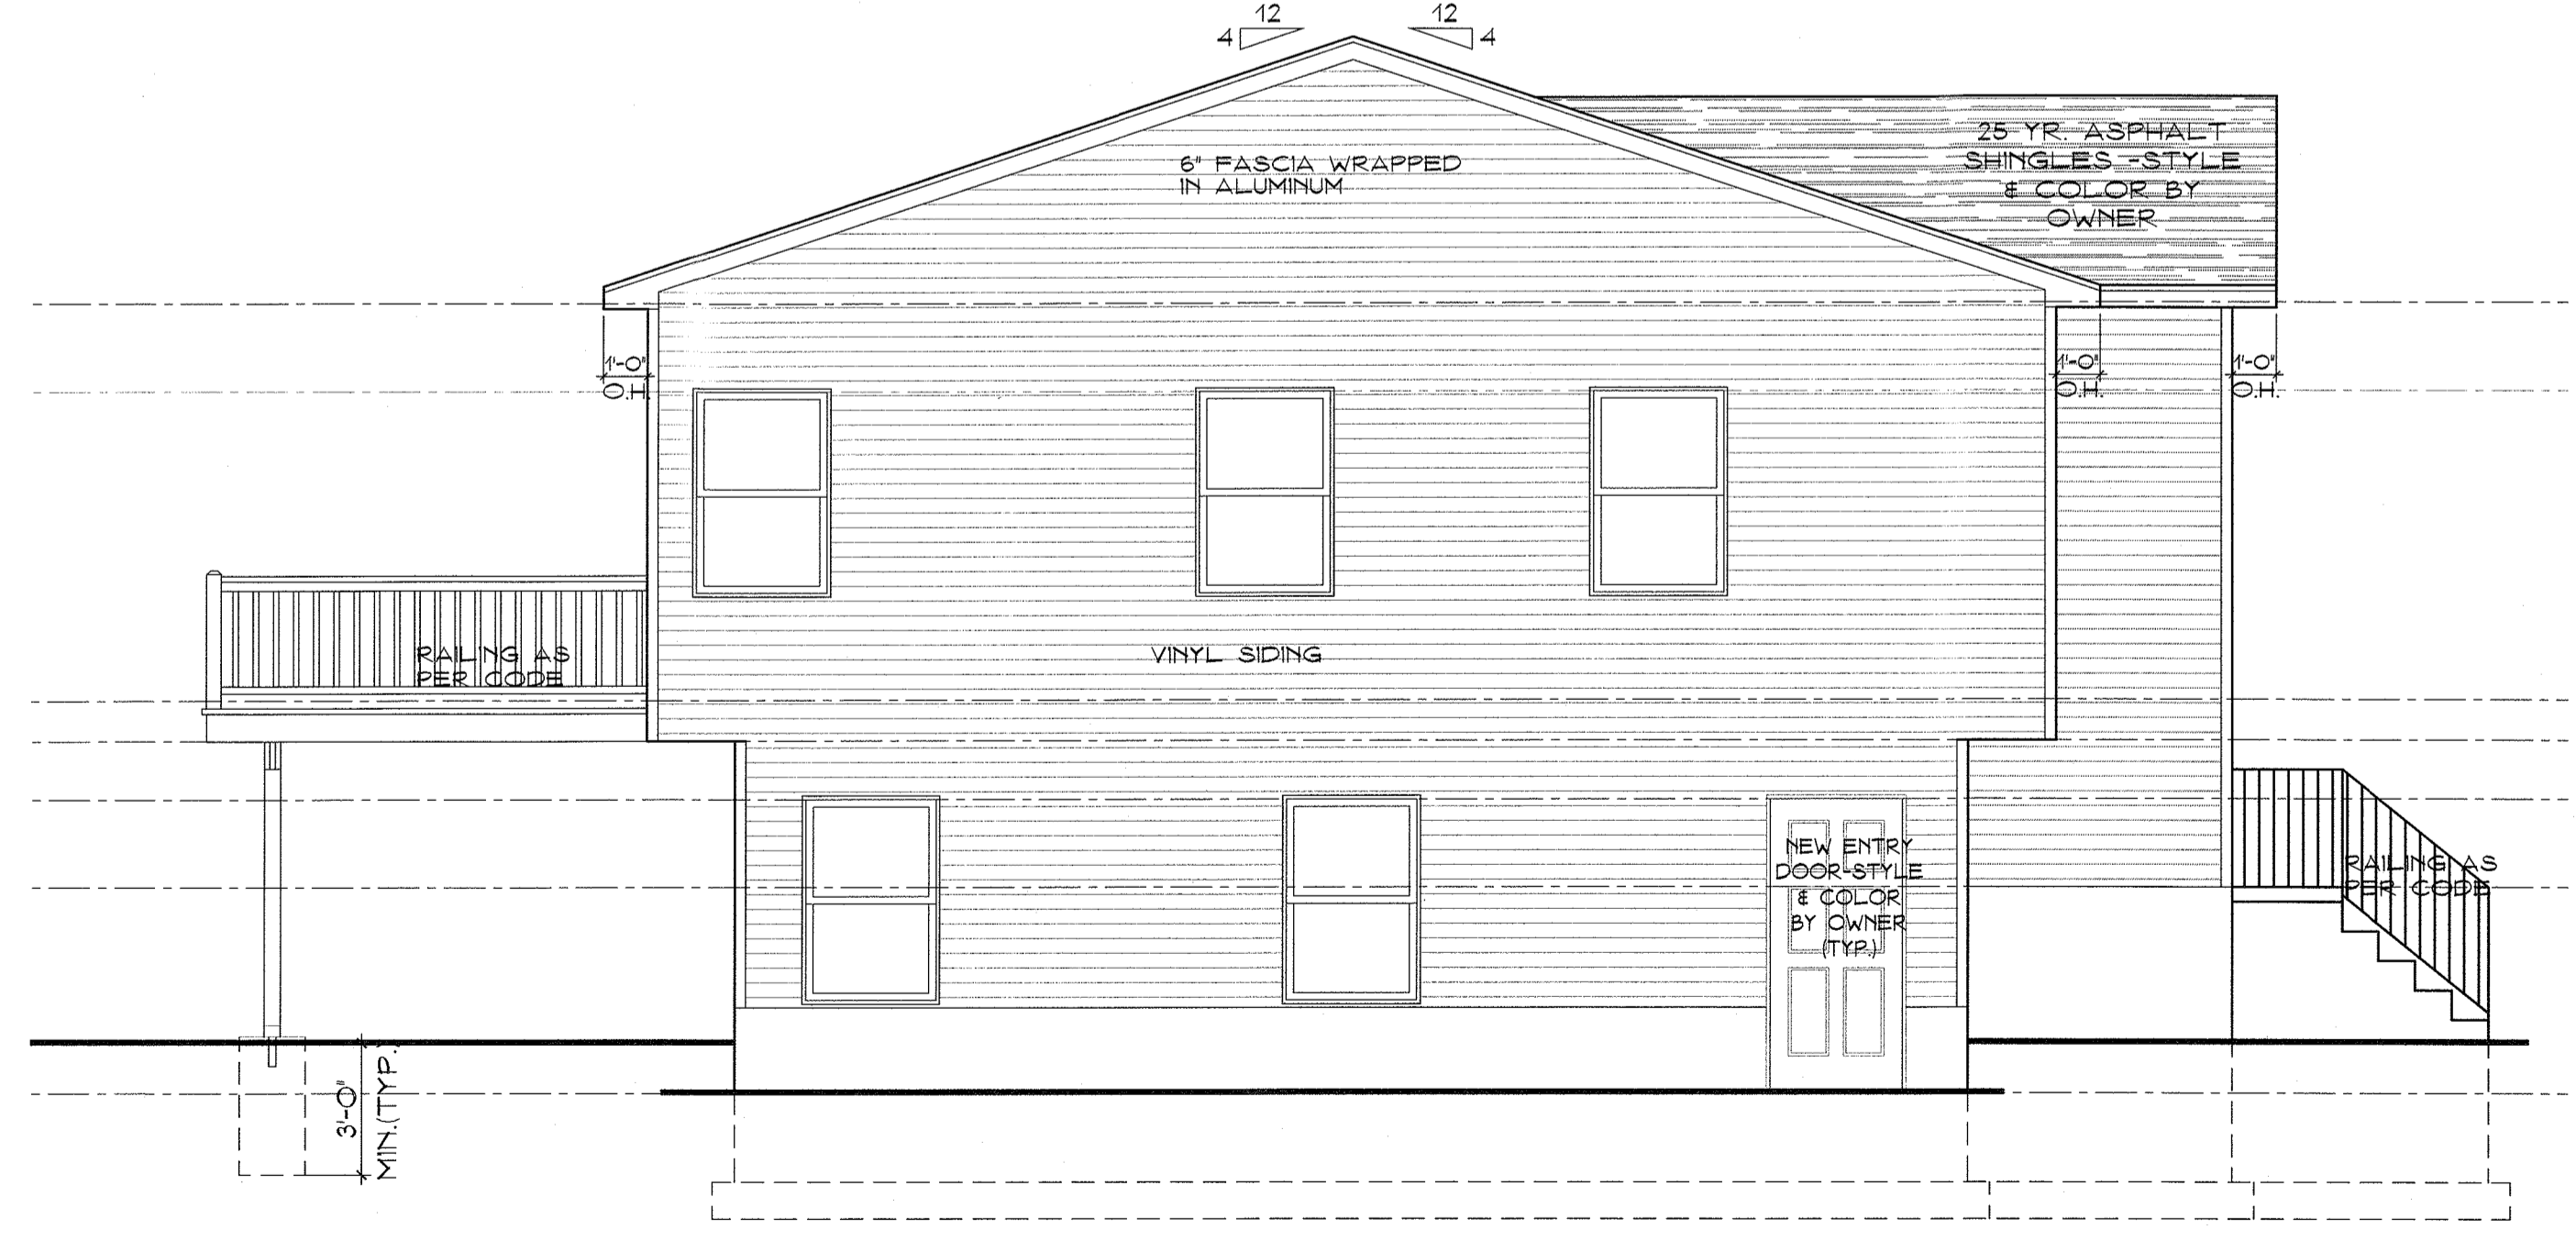 12
12
4
4
25 YR. ASPHALT
SHINGLES -STYLE
& COLOR BY
OWNER
6" FASCIA WRAPPED
IN ALUMINUM
1'-0"
O.H.
1'-0"
O.H.
1'-0"
O.H.
RAILING AS
PER CODE
VINYL SIDING
NEW ENTRY
DOOR-STYLE
& COLOR
BY OWNER
(TYP.)
RAILING AS
PER CODE
3'-0"
MIN.(TYP.)